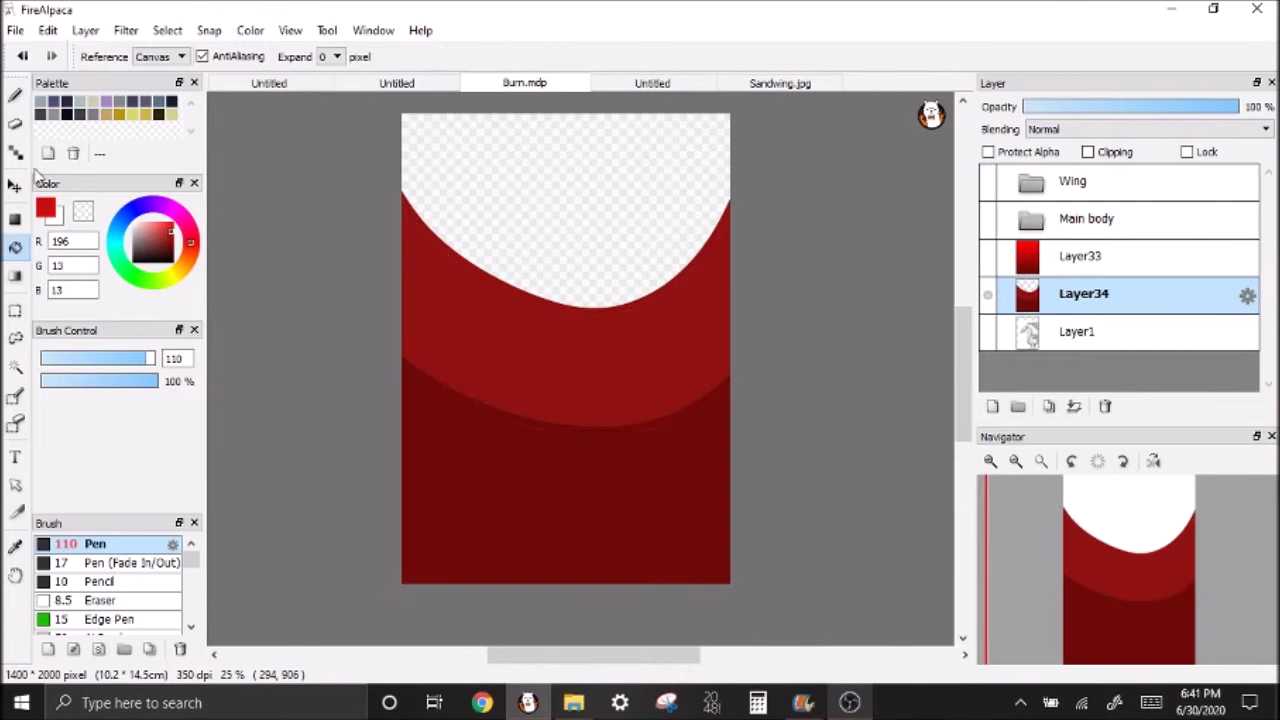 FireAlpaca
File Edit Layer Filter Select Snap Color View Tool Window Help
Reference Canvas AntiAliasing Expand 0 pixel
Palette Untitled Untitled Burn.mdp Untitled Sandwing.jpg Layer
Opacity 100 %
Blending Normal
Protect Alpha Clipping Lock
---
Wing
Color
Main body
R 196
G 13
Layer33
B 13
Layer34
Brush Control
Layer1
110
100 %
Navigator
Brush
110 Pen
17 Pen (Fade In/Out)
10 Pencil
8.5 Eraser
15 Edge Pen
1400 * 2000 pixel (10.2 * 14.5cm) 350 dpi 25 % ( 294, 906 )
Type here to search
20
48
6:41 PM
6/30/2020